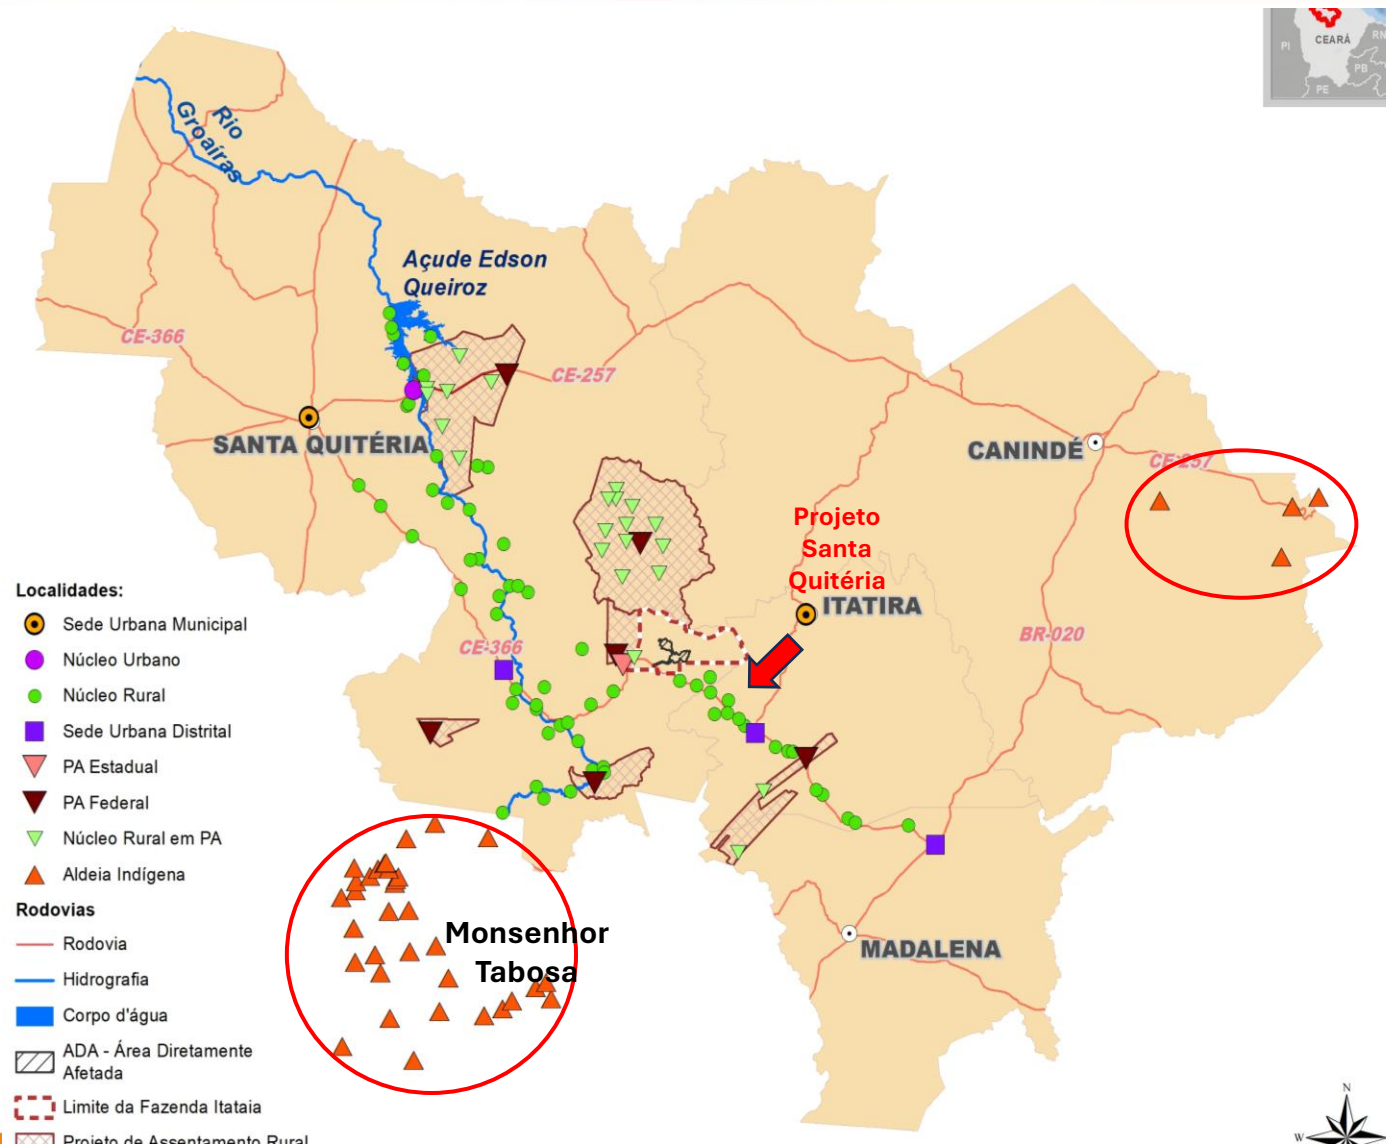 CEARÁ
PI
RN
PB
PE
Rio
Groaíras
Açude Edson
Queiroz
CE-366
CE-257
SANTA QUITÉRIA
CANINDÉ
CE-257
Projeto
Santa
Quitéria
ITATIRA
BR-020
CE-366
Monsenhor
Tabosa
MADALENA
Localidades:
Sede Urbana Municipal
Núcleo Urbano
Núcleo Rural
Sede Urbana Distrital
PA Estadual
PA Federal
Núcleo Rural em PA
Aldeia Indígena
Rodovias
Rodovia
Hidrografia
Corpo d'água
ADA - Área Diretamente
Afetada
Limite da Fazenda Itataia
Projeto de Assentamento Rural
N
W